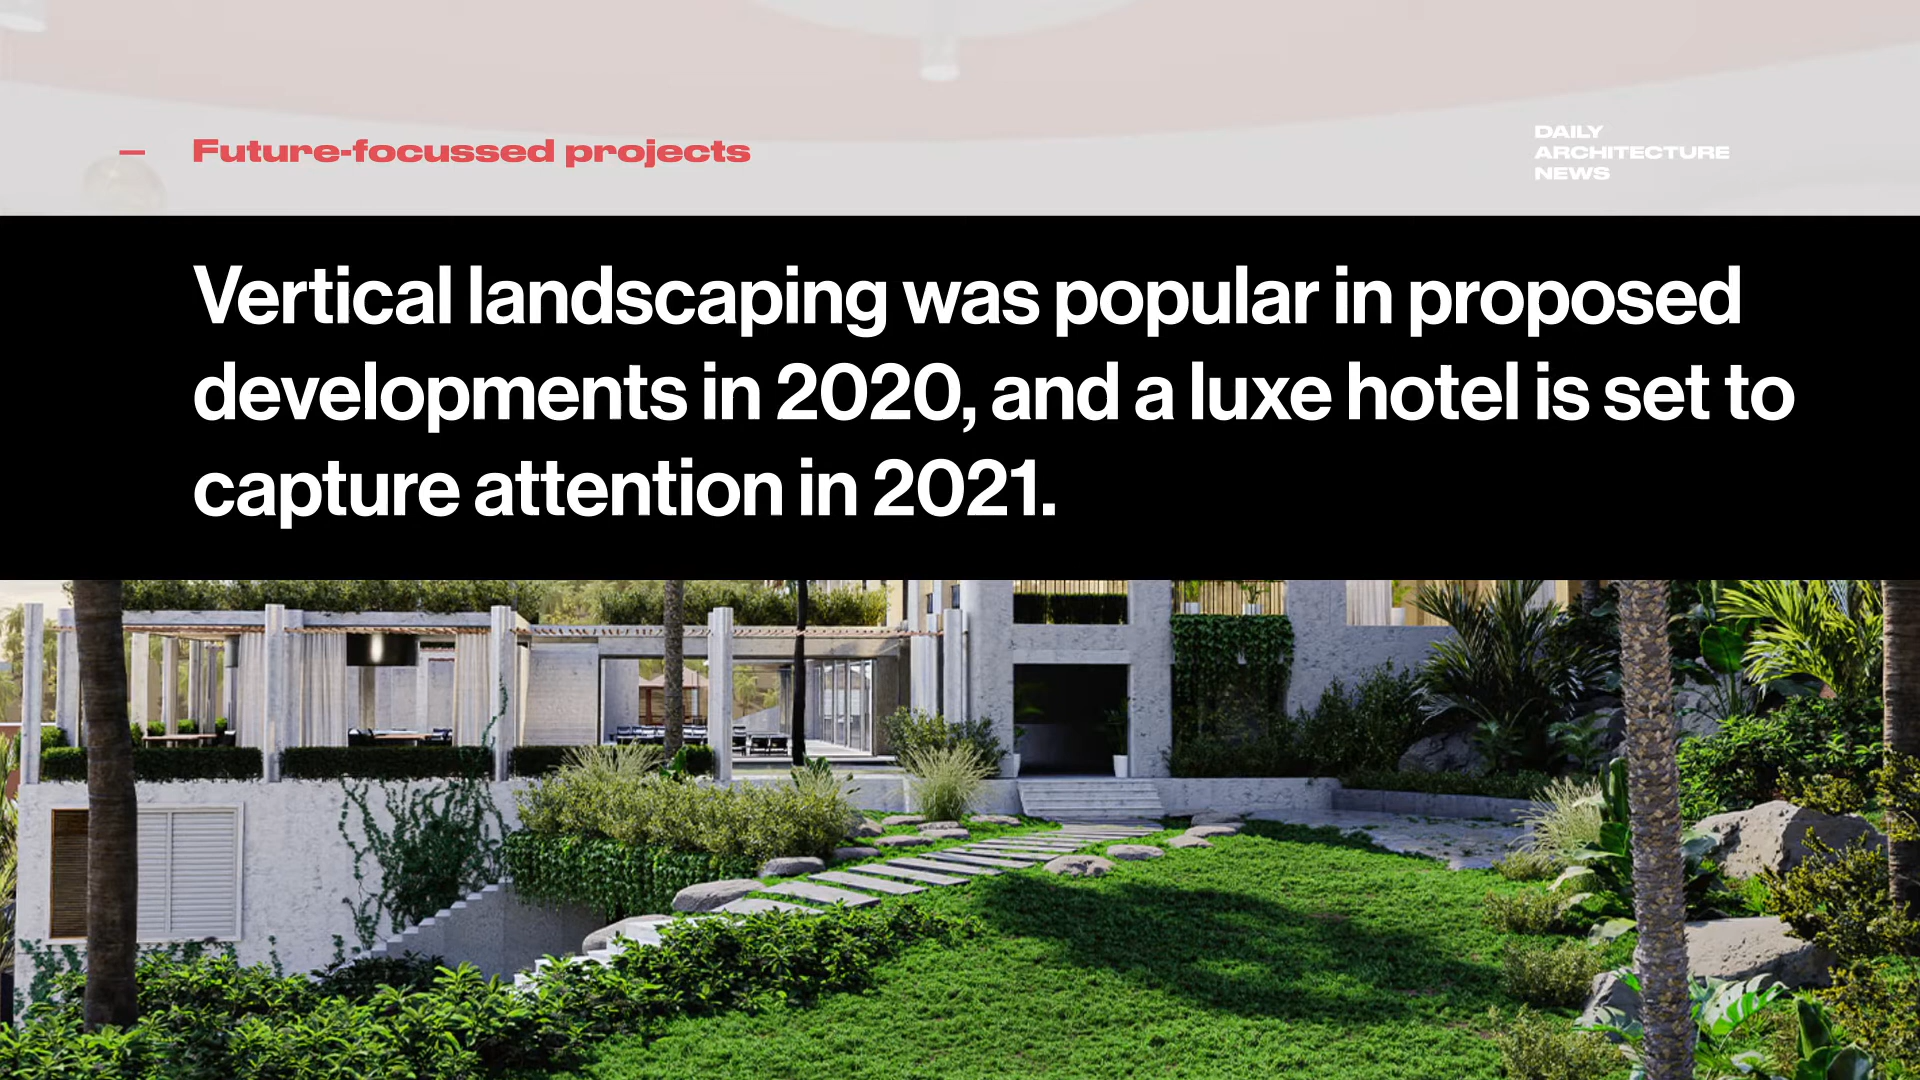 — Future-focussed projects
DAILY
ARCHITECTURE
NEWS
Vertical landscaping was popular in proposed
developments in 2020, and a luxe hotel is set to
capture attention in 2021.